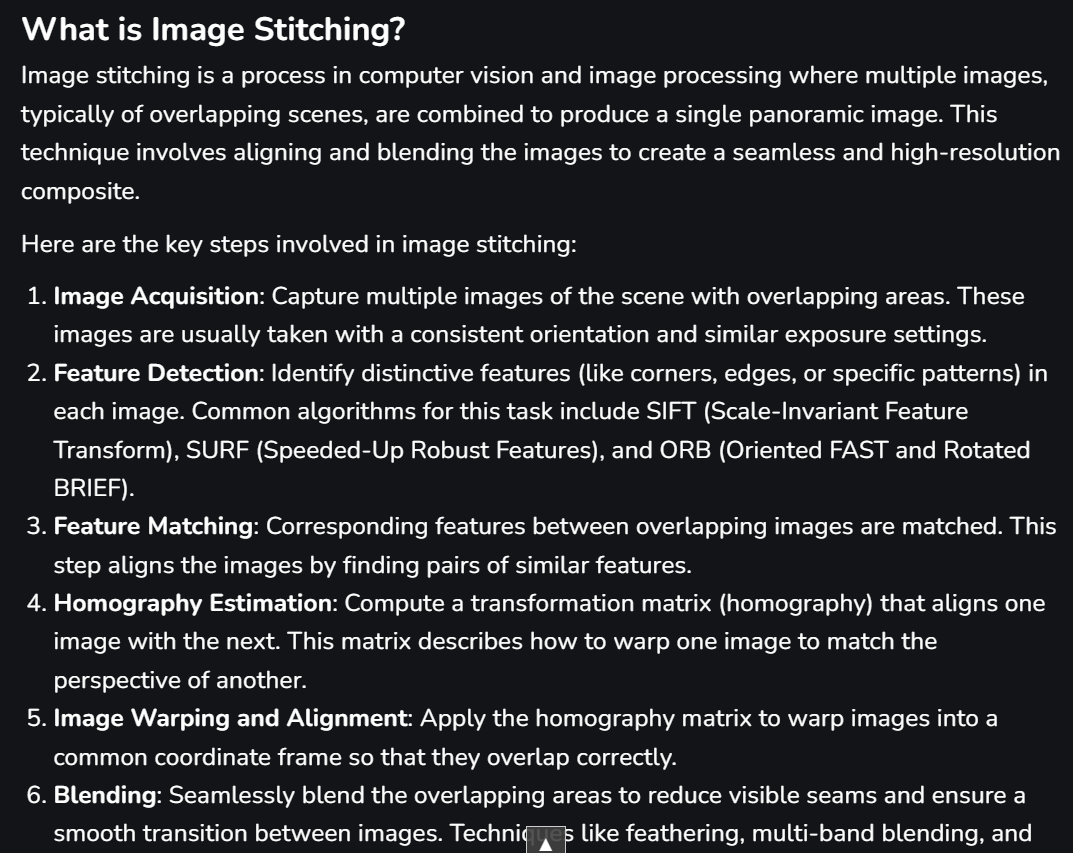 What is Image Stitching?
Image stitching is a process in computer vision and image processing where multiple images,
typically of overlapping scenes, are combined to produce a single panoramic image. This
technique involves aligning and blending the images to create a seamless and high-resolution
composite.
Here are the key steps involved in image stitching:
1. Image Acquisition: Capture multiple images of the scene with overlapping areas. These
images are usually taken with a consistent orientation and similar exposure settings.
2. Feature Detection: Identify distinctive features (like corners, edges, or specific patterns) in
each image. Common algorithms for this task include SIFT (Scale-Invariant Feature
Transform), SURF (Speeded-Up Robust Features), and ORB (Oriented FAST and Rotated
BRIEF).
3. Feature Matching: Corresponding features between overlapping images are matched. This
step aligns the images by finding pairs of similar features.
4. Homography Estimation: Compute a transformation matrix (homography) that aligns one
image with the next. This matrix describes how to warp one image to match the
perspective of another.
5. Image Warping and Alignment: Apply the homography matrix to warp images into a
common coordinate frame so that they overlap correctly.
6. Blending: Seamlessly blend the overlapping areas to reduce visible seams and ensure a
smooth transition between images. Techniques like feathering, multi-band blending, and